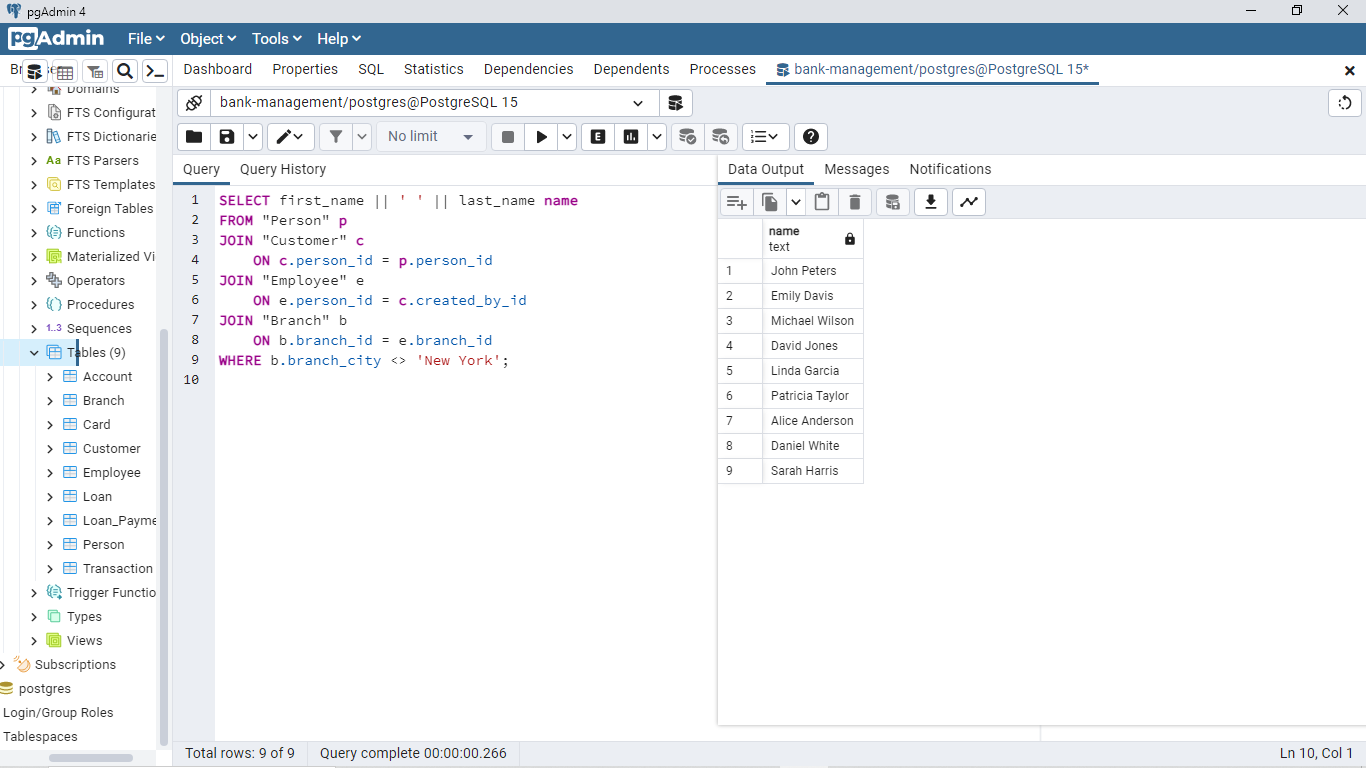 pgAdmin 4
pgAdmin File Object Tools Help
Dashboard Properties SQL Statistics Dependencies Dependents Processes bank-management/postgres@PostgreSQL 15*
bank-management/postgres@PostgreSQL 15
No limit
E
Domains
FTS Configurat
FTS Dictionarie
Aa FTS Parsers
FTS Templates
Foreign Tables
Functions
Materialized Vi
Operators
Procedures
1..3 Sequences
Tables (9)
Account
Branch
Card
Customer
Employee
Loan
Loan_Payme
Person
Transaction
Trigger Functio
Types
Views
Subscriptions
postgres
Login/Group Roles
Tablespaces
Query Query History
1 SELECT first_name || ' ' || last_name name
2 FROM "Person" p
3 JOIN "Customer" c
4 ON c.person_id = p.person_id
5 JOIN "Employee" e
6 ON e.person_id = c.created_by_id
7 JOIN "Branch" b
8 ON b.branch_id = e.branch_id
9 WHERE b.branch_city <> 'New York';
10
Data Output Messages Notifications
name
text
1 John Peters
2 Emily Davis
3 Michael Wilson
4 David Jones
5 Linda Garcia
6 Patricia Taylor
7 Alice Anderson
8 Daniel White
9 Sarah Harris
Total rows: 9 of 9 Query complete 00:00:00.266 Ln 10, Col 1